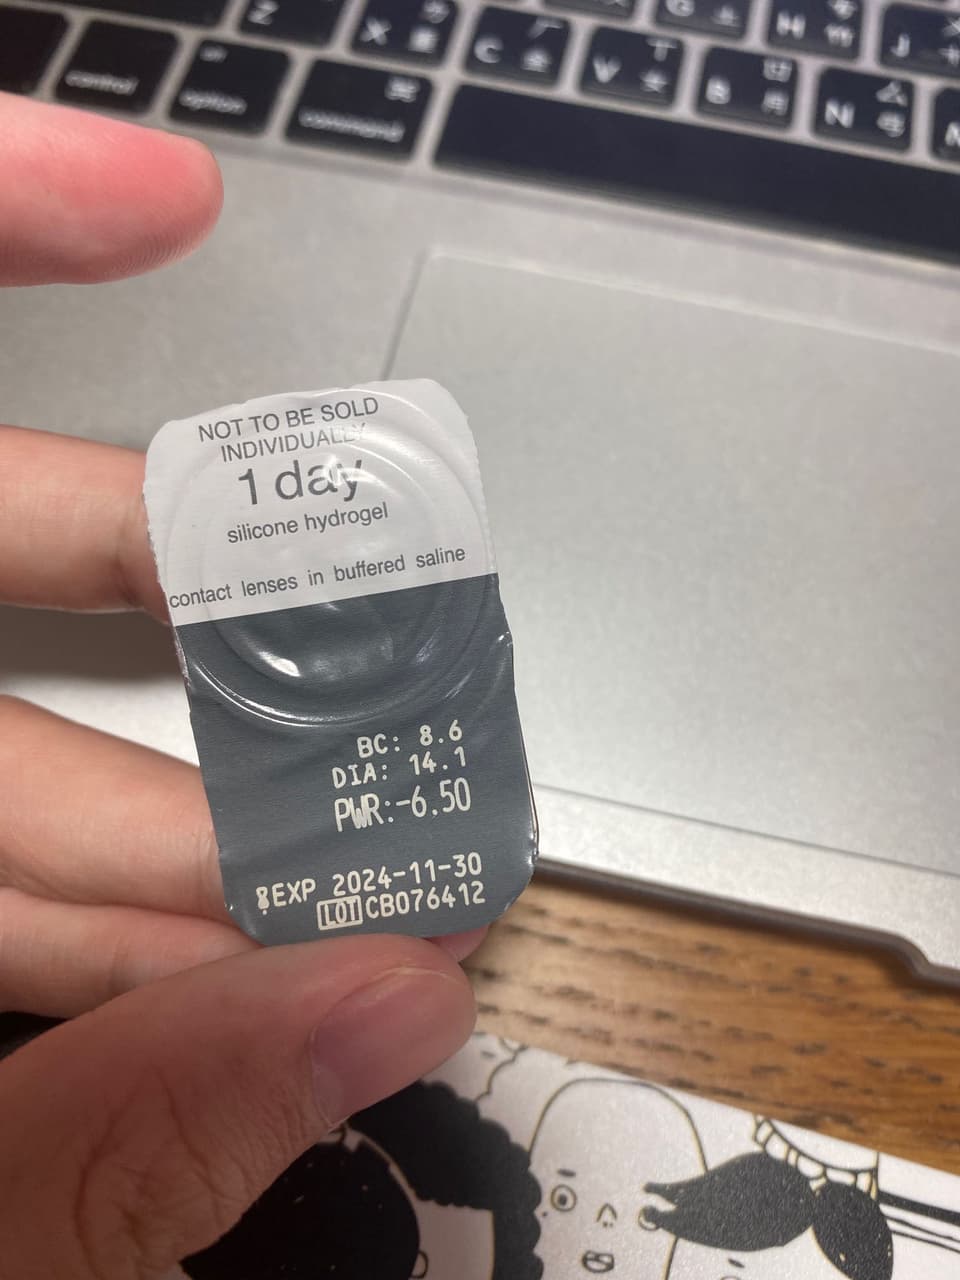 Z
X
C
G
H
J
control
option
command
V
B
N
NOT TO BE SOLD
INDIVIDUALLY
1 day
silicone hydrogel
contact lenses in buffered saline
BC: 8.6
DIA: 14.1
PWR:-6.50
EXP 2024-11-30
LOT CB076412